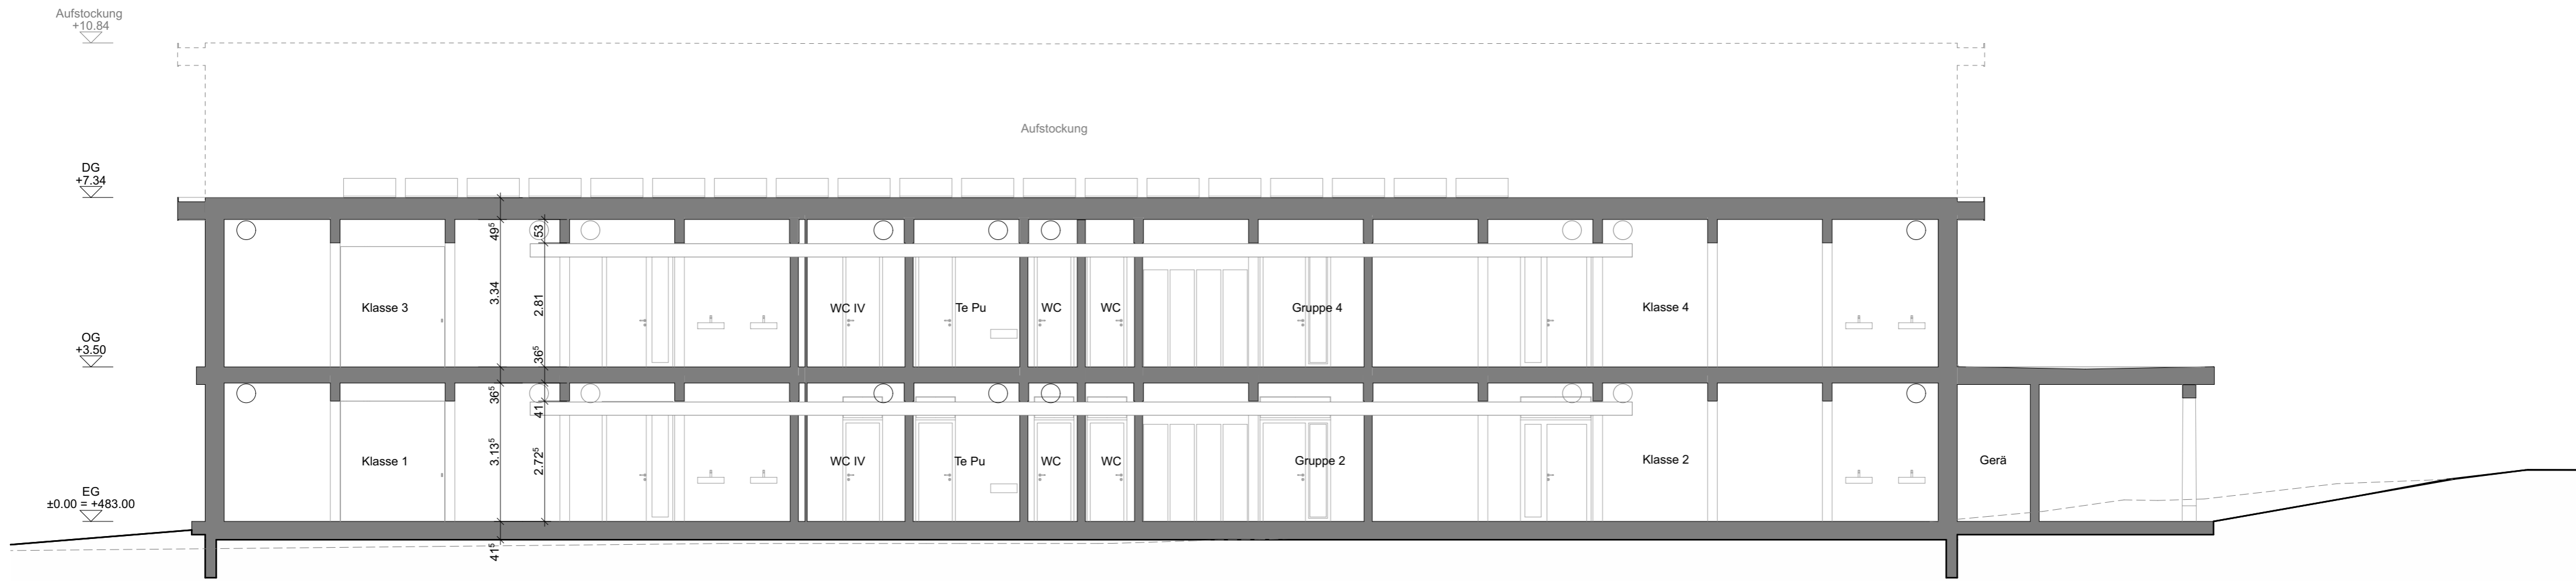 Aufstockung
+10.84
Aufstockung
DG
+7.34
49⁵
53
Klasse 3
3.34
2.81
WC IV
Te Pu
WC
WC
Gruppe 4
Klasse 4
OG
+3.50
36⁵
36⁵
41
Klasse 1
3.13⁵
2.72⁵
WC IV
Te Pu
WC
WC
Gruppe 2
Klasse 2
Gerä
EG
±0.00 = +483.00
41⁵